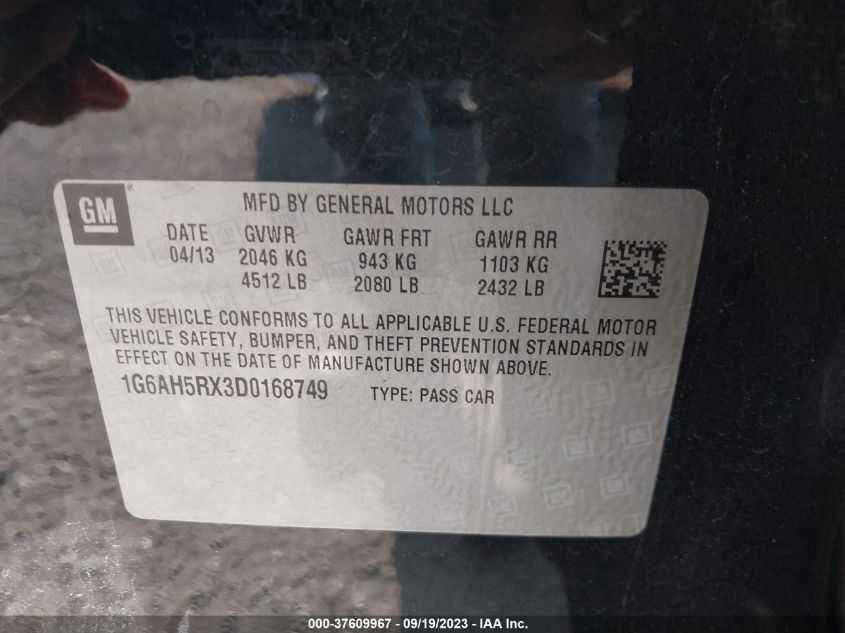 GM
MFD BY GENERAL MOTORS LLC
DATE GVWR GAWR FRT GAWR RR
04/13 2046 KG 943 KG 1103 KG
4512 LB 2080 LB 2432 LB
THIS VEHICLE CONFORMS TO ALL APPLICABLE U.S. FEDERAL MOTOR
VEHICLE SAFETY, BUMPER, AND THEFT PREVENTION STANDARDS IN
EFFECT ON THE DATE OF MANUFACTURE SHOWN ABOVE.
1G6AH5RX3D0168749 TYPE: PASS CAR
000-37609967 - 09/19/2023 - IAA Inc.